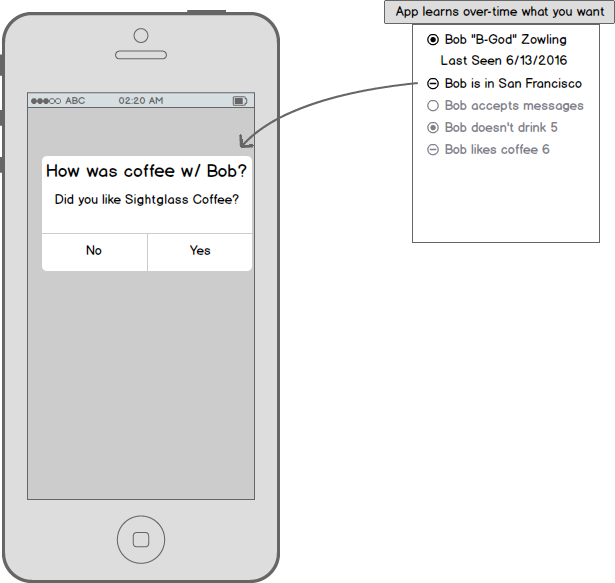 App learns over-time what you want
Bob "B-God" Zowling
Last Seen 6/13/2016
Bob is in San Francisco
Bob accepts messages
Bob doesn't drink 5
Bob likes coffee 6
ABC 02:20 AM
How was coffee w/ Bob?
Did you like Sightglass Coffee?
No Yes